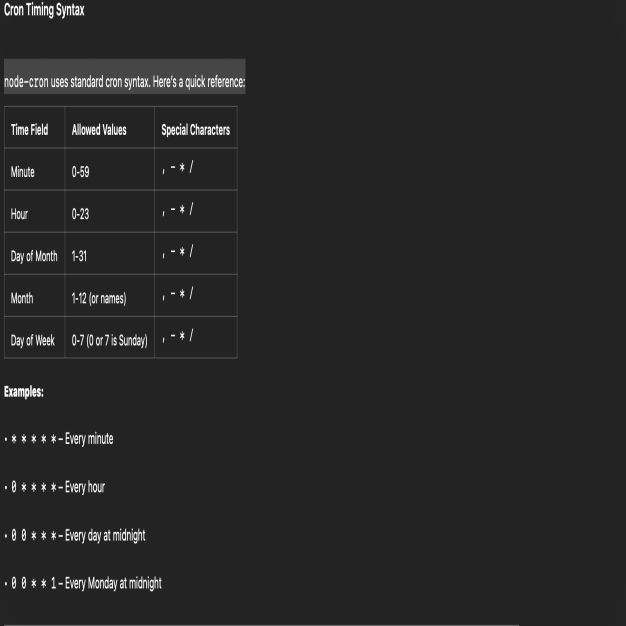 Cron Timing Syntax
node-cron uses standard cron syntax. Here's a quick reference:
Time Field Allowed Values Special Characters
Minute 0-59 , - * /
Hour 0-23 , - * /
Day of Month 1-31 , - * /
Month 1-12 (or names) , - * /
Day of Week 0-7 (0 or 7 is Sunday) , - * /
Examples:
• * * * * * – Every minute
• 0 * * * * – Every hour
• 0 0 * * * – Every day at midnight
• 0 0 * * 1 – Every Monday at midnight